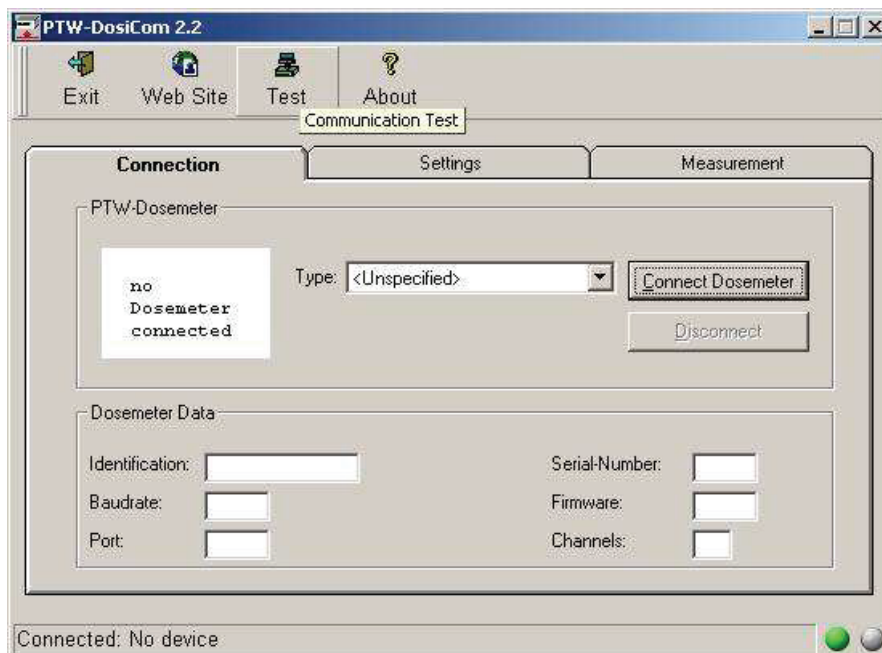 PTW-DosiCom 2.2
Exit Web Site Test About
Communication Test
Connection Settings Measurement
PTW-Dosemeter
no
Dosemeter
connected
Type: <Unspecified>
Connect Dosemeter
Disconnect
Dosemeter Data
Identification: Serial-Number:
Baudrate: Firmware:
Port: Channels:
Connected: No device